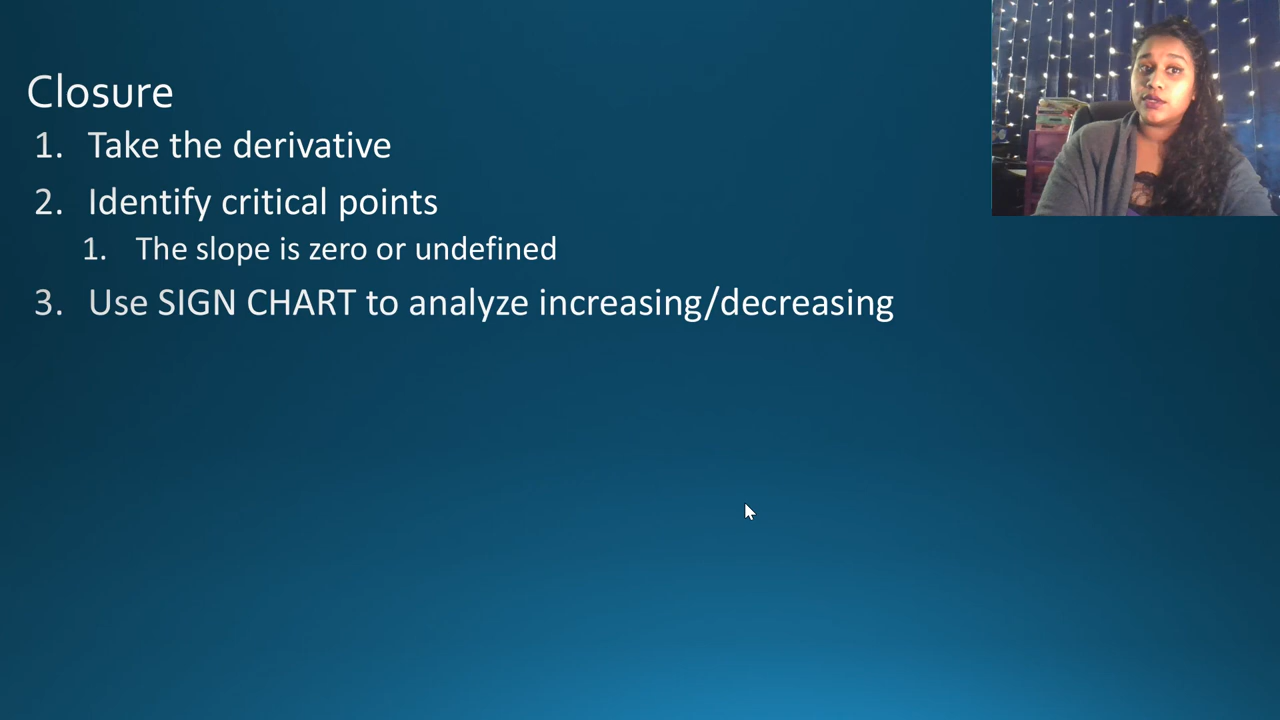 Closure
1. Take the derivative
2. Identify critical points
1. The slope is zero or undefined
3. Use SIGN CHART to analyze increasing/decreasing